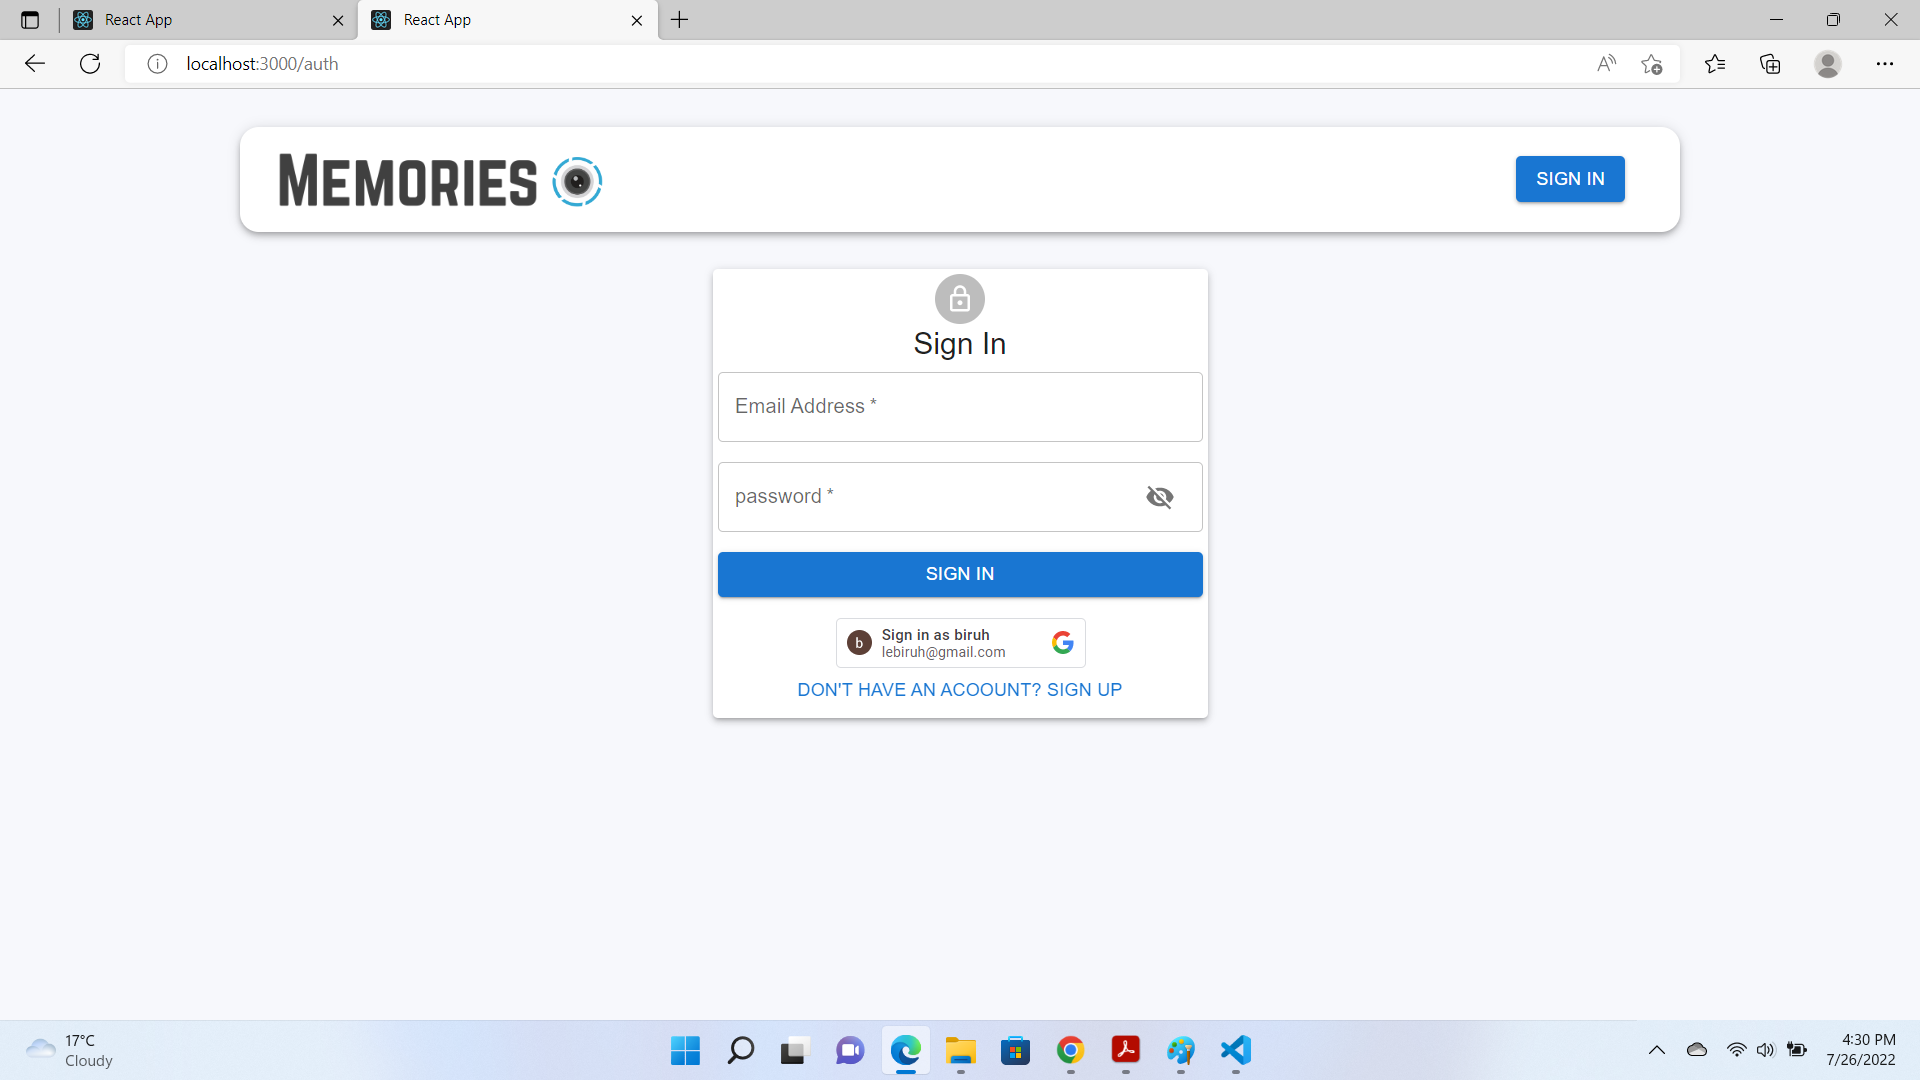 React App
React App
localhost:3000/auth
MEMORIES
SIGN IN
Sign In
Email Address *
password *
SIGN IN
b
Sign in as biruh
lebiruh@gmail.com
DON'T HAVE AN ACOOUNT? SIGN UP
17°C
Cloudy
4:30 PM
7/26/2022